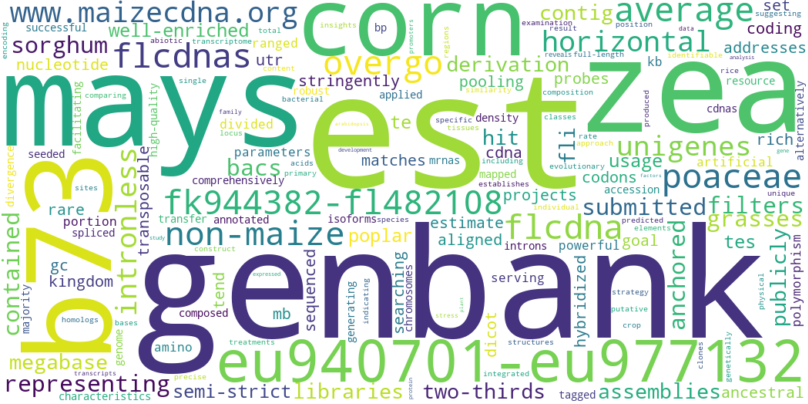 www.maizecdna.org
corn
contig
average
set
successful
well-enriched
insights
bp
examination
result
position
suggesting
encoding
abiotic
transcriptome
total
sorghum
ranged
utr
flcdnas
overgo
horizontal
coding
promoters
regions
data
nucleotide
derivation
addresses
content
reveals
full-length
identifiable
analysis
kb
mays
est
zea
stringently
pooling
probes
resource
single
robust
bacterial
applied
similarity
composition
rice
gene
facilitating
comparing
high-quality
family
divided
te
specific
density
classes
produced
cdnas
alternatively
locus
parameters
hit
fli
unigenes
approach
rate
rich
seeded
development
tissues
cdna
including
evolutionary
artificial
divergence
b73
intronless
transposable
acids
primary
bacs
matches
mrnas
mapped
usage
poaceae
sites
comprehensively
establishes
projects
codons
accession
unique
contained
rare
transfer
annotated
fk944382-fl482108
submitted
filters
portion
isoforms
species
individual
predicted
elements
spliced
non-maize
poplar
flcdna
grasses
gc
study
estimate
introns
powerful
goal
anchored
tes
publicly
polymorphism
kingdom
construct
aligned
majority
tend
expressed
searching
chromosomes
serving
strategy
putative
physical
composed
sequenced
generating
indicating
hybridized
crop
homologs
mb
genbank
dicot
bases
genome
amino
treatments
stress
plant
structures
clones
genetically
megabase
eu940701-eu977132
transcripts
precise
integrated
factors
representing
semi-strict
libraries
two-thirds
tagged
assemblies
ancestral
characteristics
protein